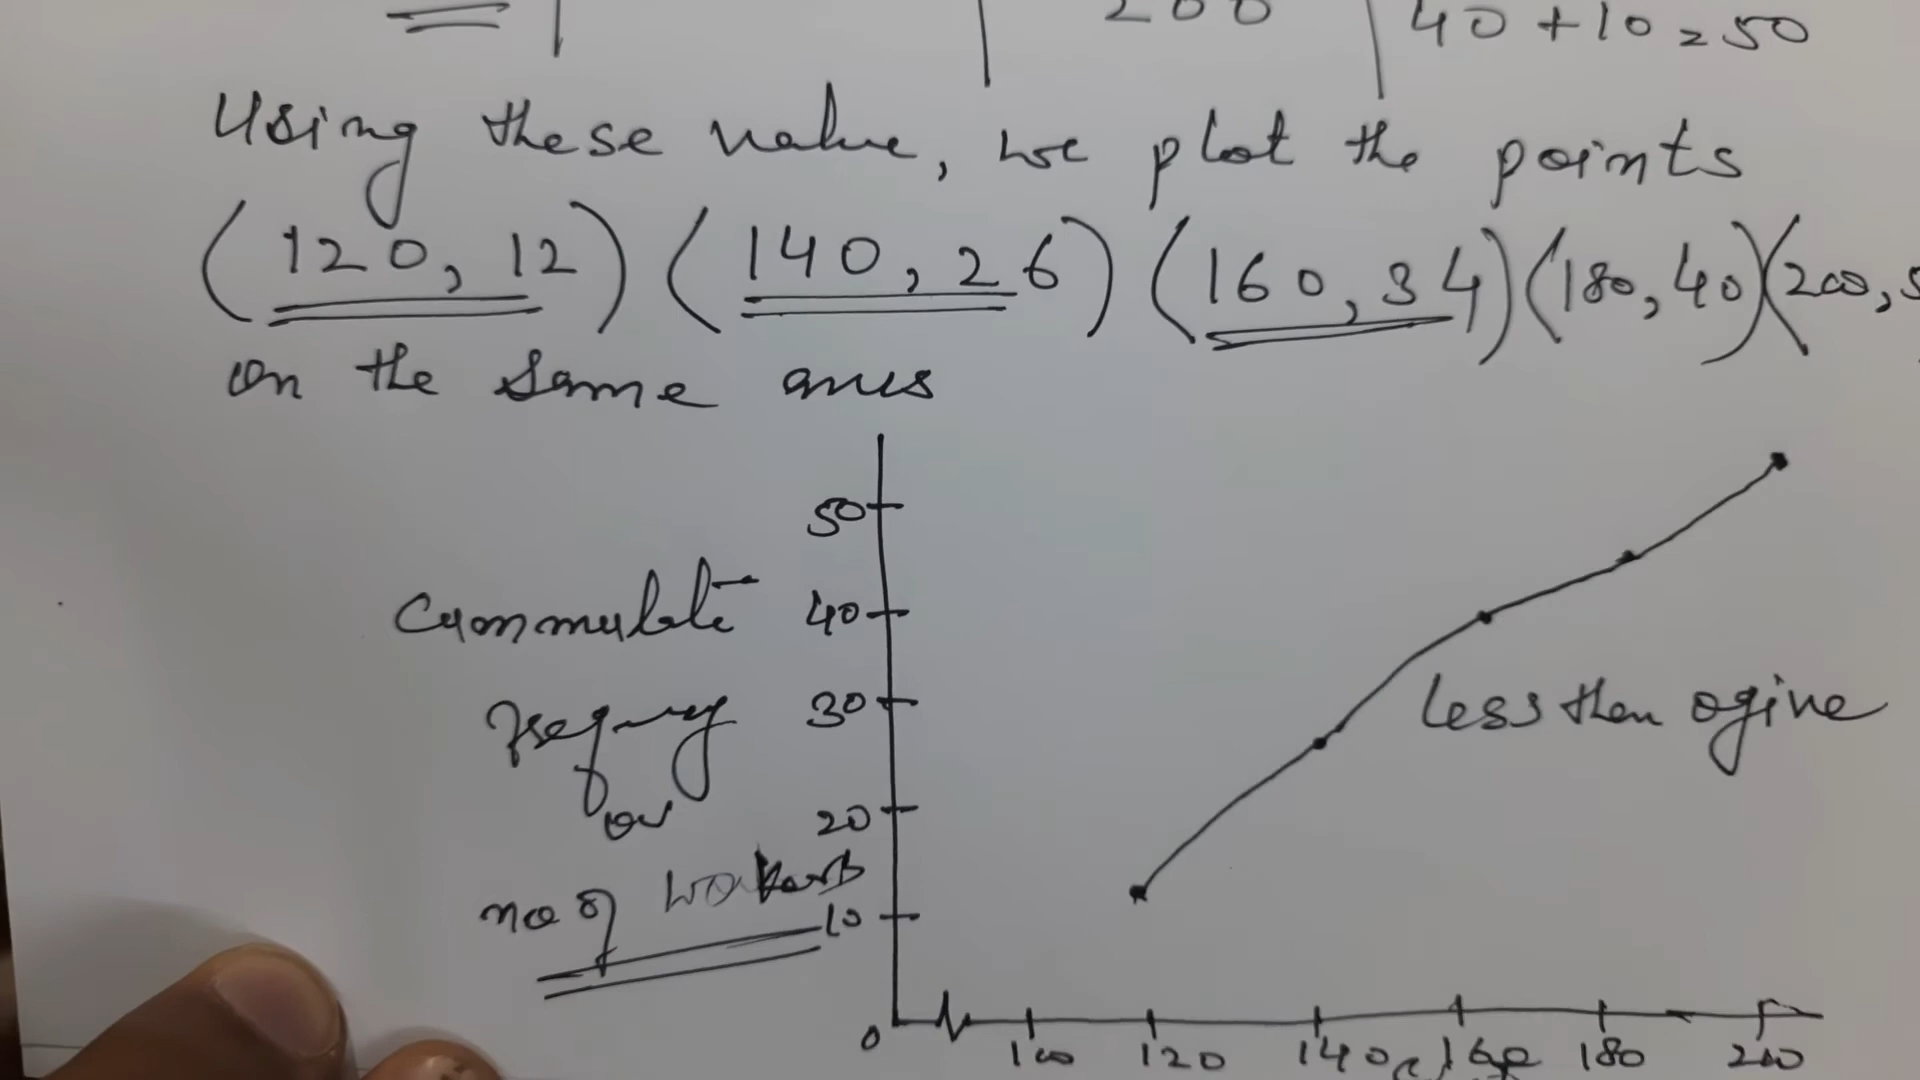 200 40+10=50
Using these value, we plot the points
(120, 12) (140, 26) (160, 34) (180, 40) (200, 5
on the same axes
50
Cummulate 40
Frequency 30
or 20
no of workers 10
less then ogive
0 100 120 140 160 180 200